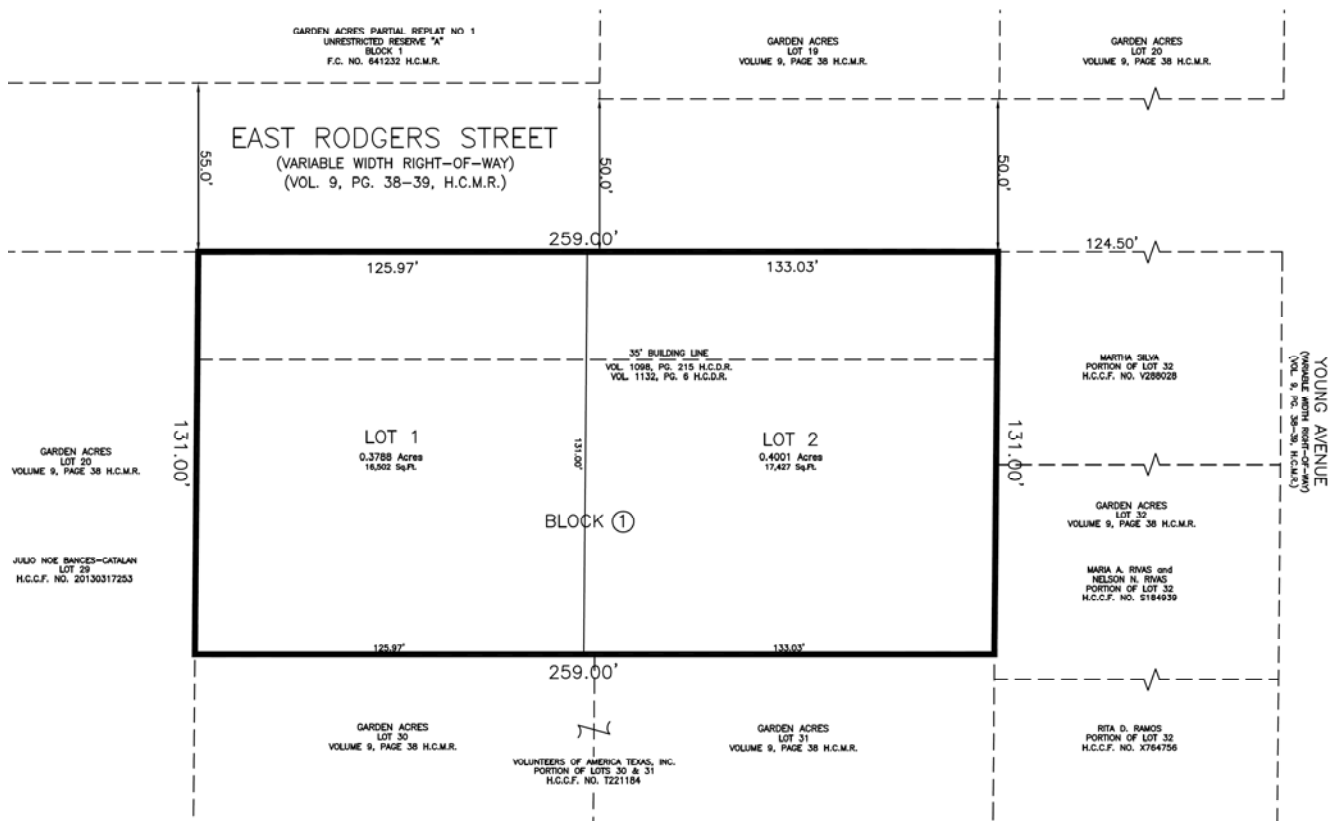 GARDEN ACRES PARTIAL REPLAT NO. 1
UNRESTRICTED RESERVE "A"
BLOCK 1
F.C. NO. 641232 H.C.M.R.
GARDEN ACRES
LOT 19
VOLUME 9, PAGE 38 H.C.M.R.
GARDEN ACRES
LOT 20
VOLUME 9, PAGE 38 H.C.M.R.
EAST RODGERS STREET
(VARIABLE WIDTH RIGHT-OF-WAY)
(VOL. 9, PG. 38-39, H.C.M.R.)
55.0'
50.0'
50.0'
259.00'
124.50'
125.97'
133.03'
35' BUILDING LINE
VOL. 1098, PG. 215 H.C.D.R.
VOL. 1132, PG. 6 H.C.D.R.
MARTHA SILVA
PORTION OF LOT 32
H.C.C.F. NO. V288028
YOUNG AVENUE
(VARIABLE WIDTH RIGHT-OF-WAY)
(VOL. 9, PG. 38-39, H.C.M.R.)
131.00'
LOT 1
0.3788 Acres
16,502 Sq.Ft.
131.00'
LOT 2
0.4001 Acres
17,427 Sq.Ft.
131.00'
GARDEN ACRES
LOT 20
VOLUME 9, PAGE 38 H.C.M.R.
BLOCK 1
GARDEN ACRES
LOT 32
VOLUME 9, PAGE 38 H.C.M.R.
JULIO NOE BANCES-CATALAN
LOT 29
H.C.C.F. NO. 20130317253
MARIA A. RIVAS and
NELSON N. RIVAS
PORTION OF LOT 32
H.C.C.F. NO. S184939
125.97'
133.03'
259.00'
GARDEN ACRES
LOT 30
VOLUME 9, PAGE 38 H.C.M.R.
GARDEN ACRES
LOT 31
VOLUME 9, PAGE 38 H.C.M.R.
RITA D. RAMOS
PORTION OF LOT 32
H.C.C.F. NO. X764756
VOLUNTEERS OF AMERICA TEXAS, INC.
PORTION OF LOTS 30 & 31
H.C.C.F. NO. T221184